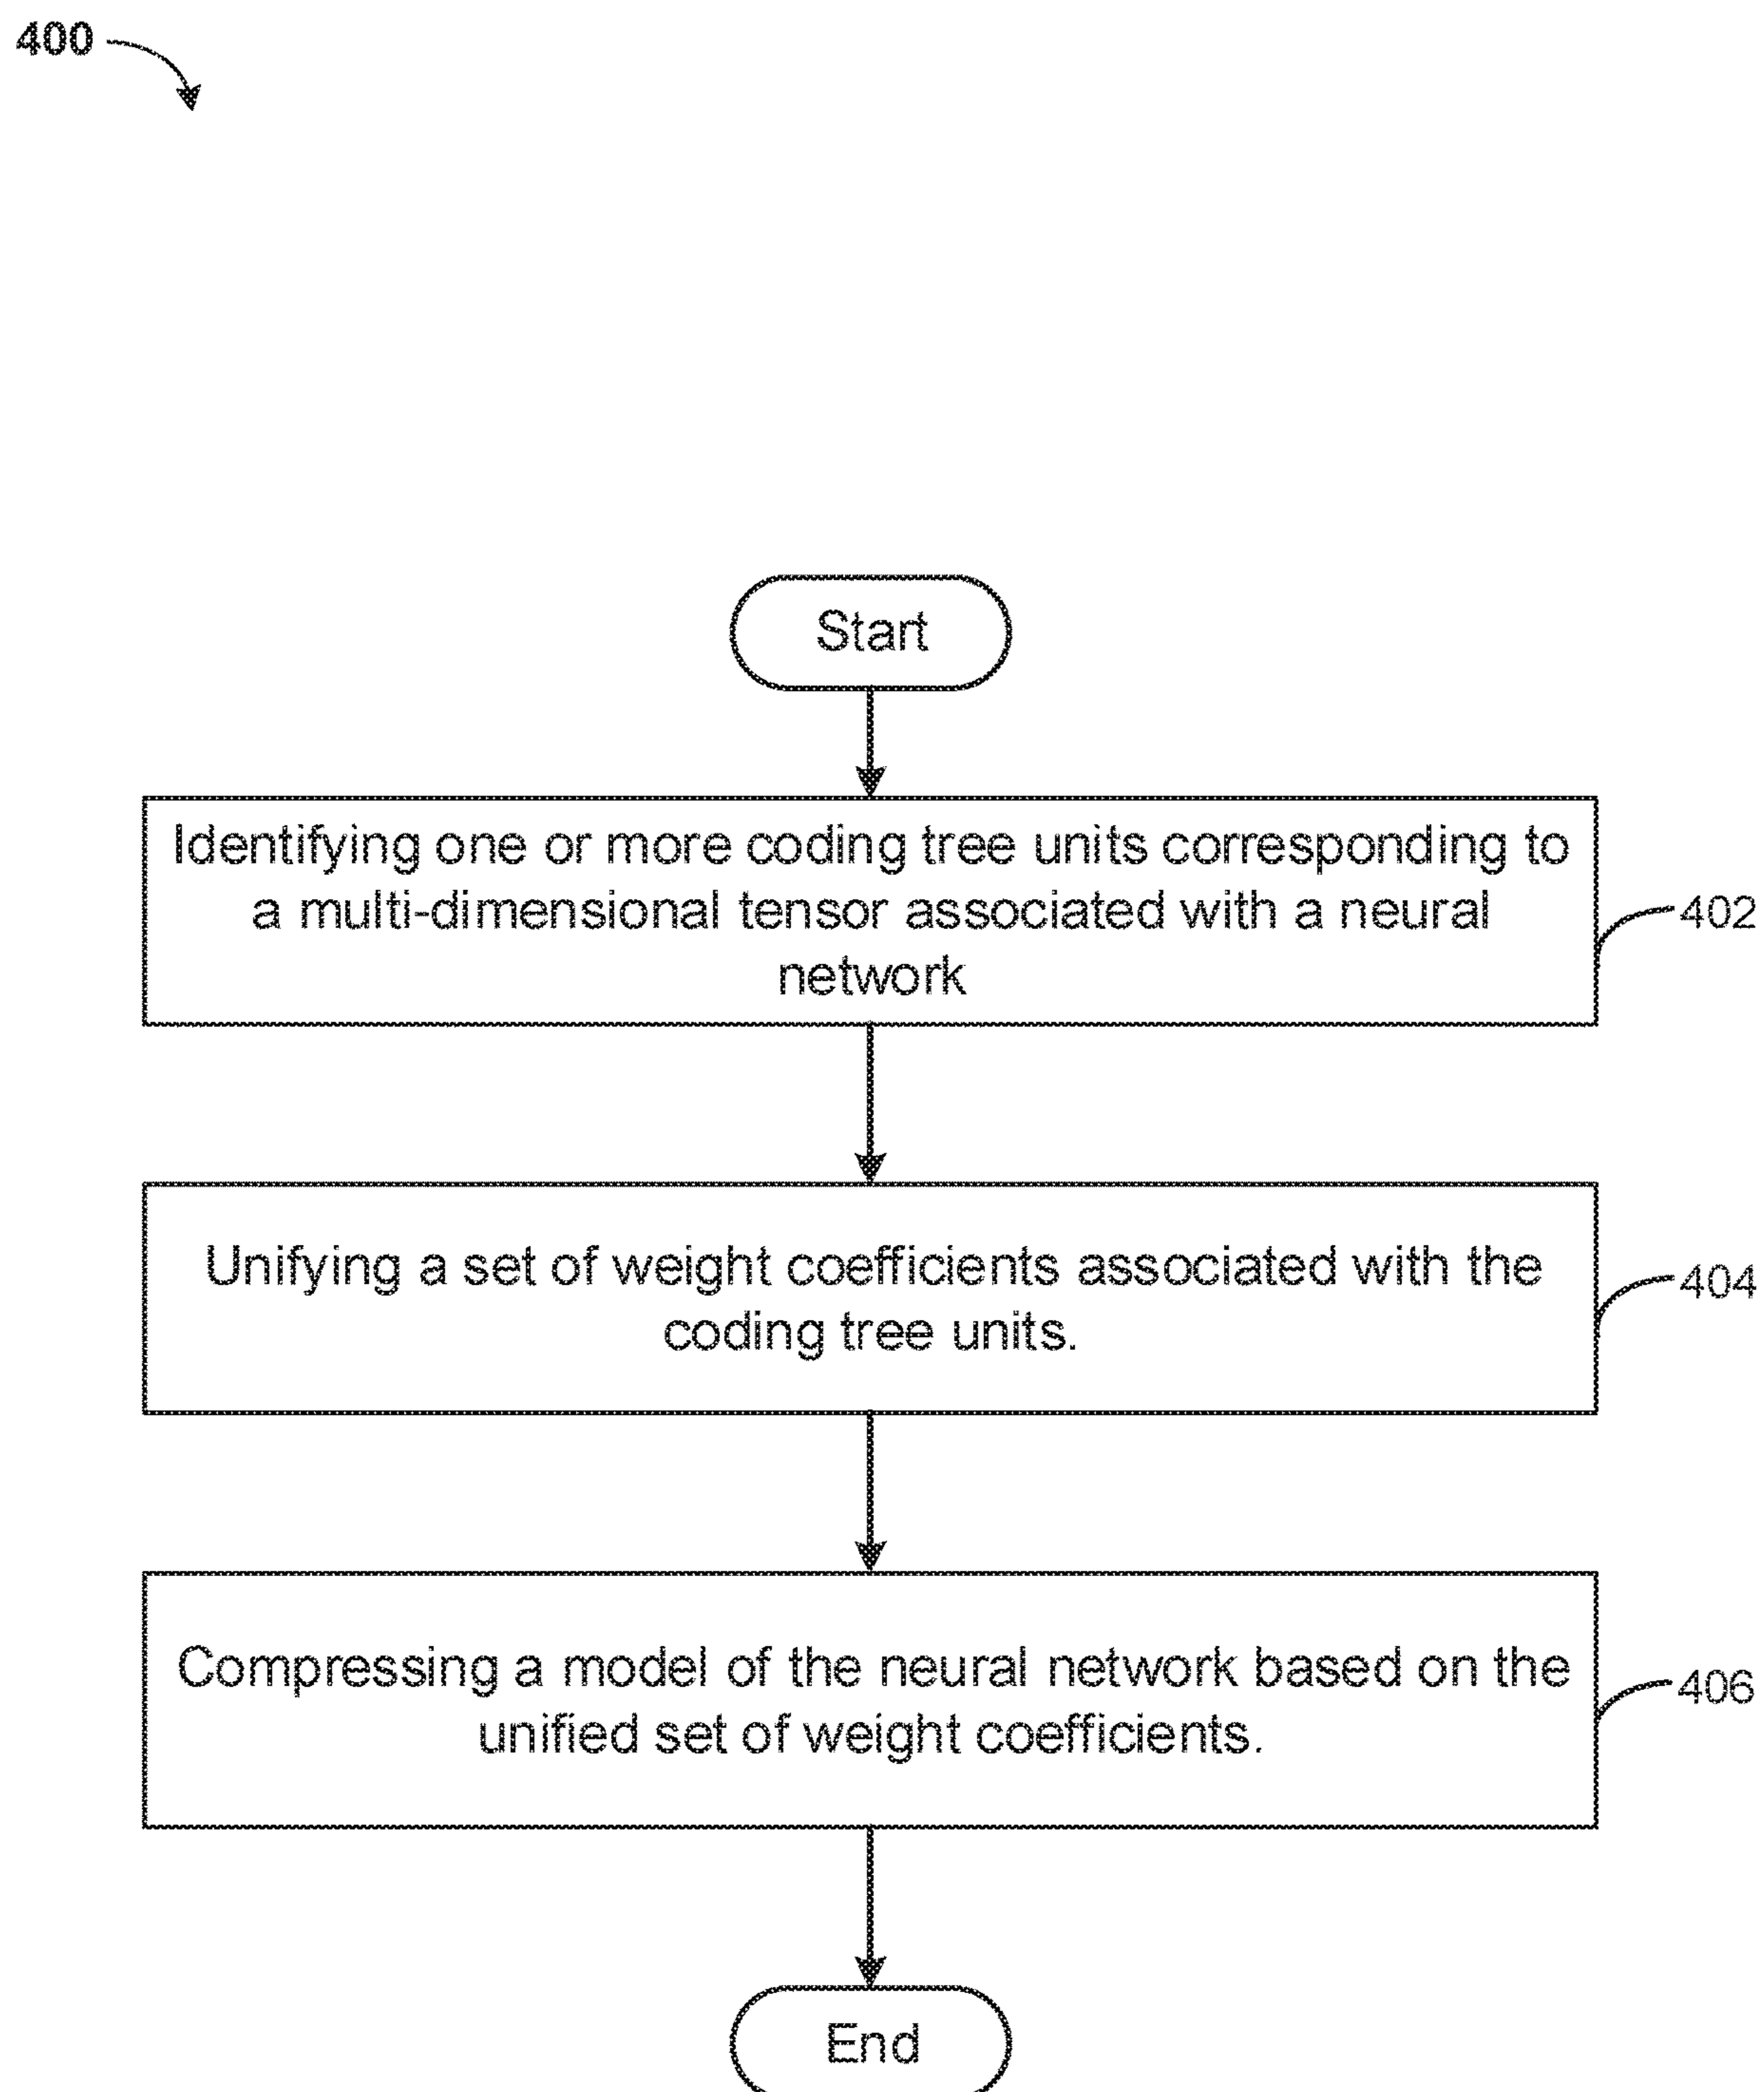 400
Start
Identifying one or more coding tree units corresponding to
a multi-dimensional tensor associated with a neural
network
402
Unifying a set of weight coefficients associated with the
coding tree units.
404
Compressing a model of the neural network based on the
unified set of weight coefficients.
406
End